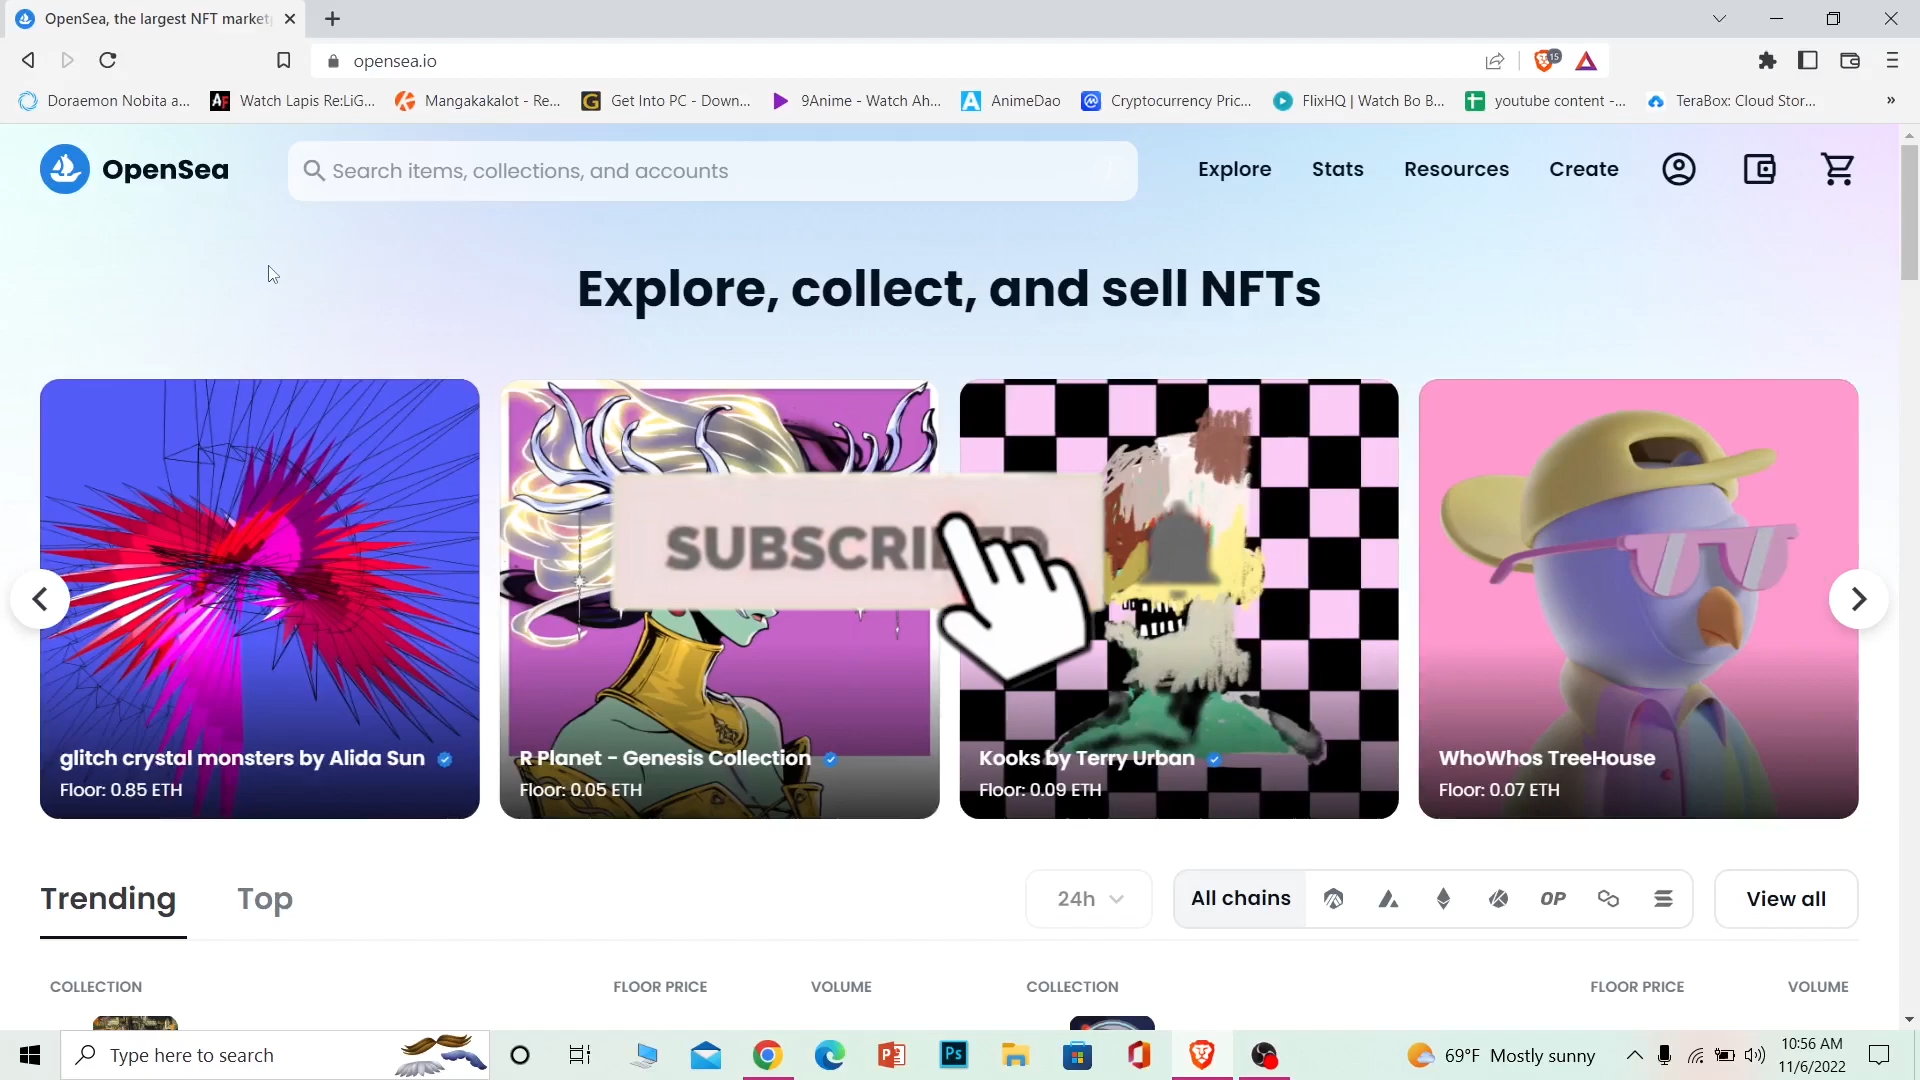 OpenSea, the largest NFT market
opensea.io
15
Doraemon Nobita a...
Watch Lapis Re:LiG...
Mangakakalot - Re...
Get Into PC - Down...
9Anime - Watch Ah...
AnimeDao
Cryptocurrency Pric...
FlixHQ | Watch Bo B...
youtube content -...
TeraBox: Cloud Stor...
»
OpenSea
Search items, collections, and accounts
Explore
Stats
Resources
Create
Explore, collect, and sell NFTs
glitch crystal monsters by Alida Sun
Floor: 0.85 ETH
R Planet - Genesis Collection
Floor: 0.05 ETH
Kooks by Terry Urban
Floor: 0.09 ETH
WhoWhos TreeHouse
Floor: 0.07 ETH
Trending
Top
24h
All chains
OP
View all
COLLECTION
FLOOR PRICE
VOLUME
COLLECTION
FLOOR PRICE
VOLUME
Type here to search
Ps
69°F Mostly sunny
10:56 AM
11/6/2022